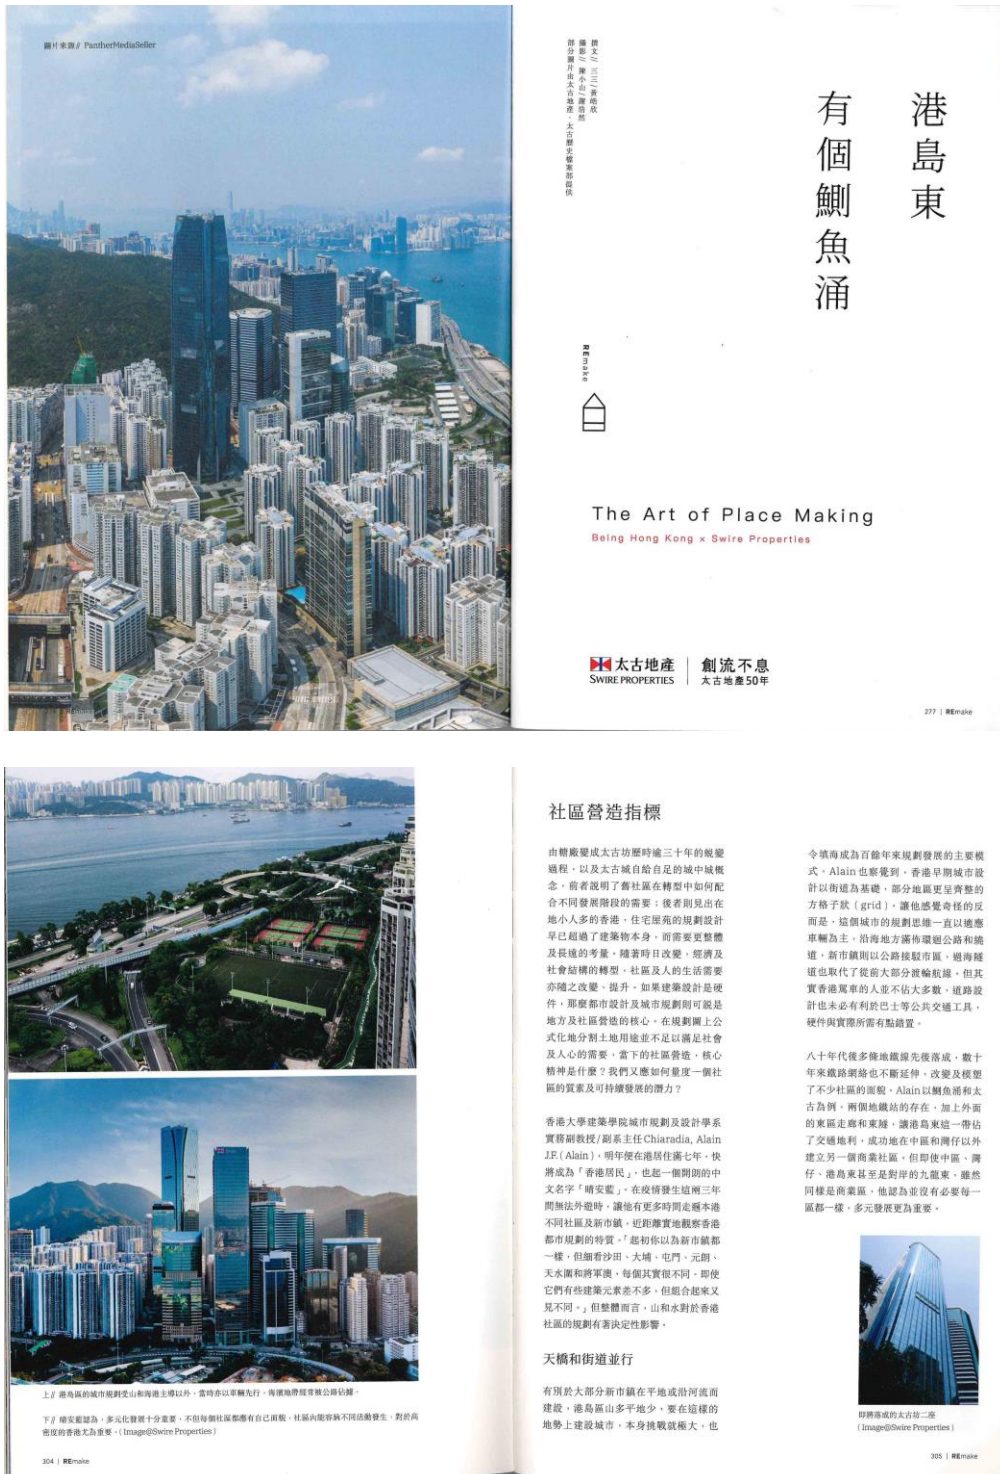 圖片來源// PantherMediaSeller
港島東
有個鰂魚涌
撰文// 三三/黃皓欣
攝影// 陳小山/謝浩然
部分圖片由太古地產、太古歷史檔案部提供
REmake
The Art of Place Making
Being Hong Kong × Swire Properties
太古地產
SWIRE PROPERTIES
創流不息
太古地產50年
277 | REmake
上// 港島區的城市規劃受山和海港主導以外，當時亦以車輛先行，海濱地帶經常被公路佔據。
下// 晴安藍認為，多元化發展十分重要，不但每個社區都應有自己面貌，社區內能容納不同活動發生，對於高
密度的香港尤為重要。( Image@Swire Properties )
304 | REmake
社區營造指標
由糖廠變成太古坊歷時逾三十年的蛻變
過程，以及太古城自給自足的城中城概
念，前者說明了舊社區在轉型中如何配
合不同發展階段的需要；後者則見出在
地小人多的香港，住宅屋苑的規劃設計
早已超過了建築物本身，而需要更整體
及長遠的考量。隨著時日改變，經濟及
社會結構的轉型，社區及人的生活需要
亦隨之改變、提升。如果建築設計是硬
件，那麼都市設計及城市規劃則可說是
地方及社區營造的核心。在規劃圖上公
式化地分割土地用途並不足以滿足社會
及人心的需要，當下的社區營造，核心
精神是什麼？我們又應如何量度一個社
區的質素及可持續發展的潛力？
香港大學建築學院城市規劃及設計學系
實務副教授/副系主任Chiaradia, Alain
J.F.( Alain )，明年便在港居住滿七年，快
將成為「香港居民」，也起一個開朗的中
文名字「晴安藍」。在疫情發生這兩三年
間無法外遊時，讓他有更多時間走遍本港
不同社區及新市鎮，近距離實地觀察香港
都市規劃的特質。「起初你以為新市鎮都
一樣，但細看沙田、大埔、屯門、元朗、
天水圍和將軍澳，每個其實很不同，即使
它們有些建築元素差不多，但組合起來又
見不同。」但整體而言，山和水對於香港
社區的規劃有著決定性影響。
天橋和街道並行
有別於大部分新市鎮在平地或沿河流而
建設，港島區山多平地少，要在這樣的
地勢上建設城市，本身挑戰就極大，也
令填海成為百餘年來規劃發展的主要模
式。Alain也察覺到，香港早期城市設
計以街道為基礎，部分地區更呈齊整的
方格子狀 ( grid )，讓他感覺奇怪的反
而是，這個城市的規劃思維一直以適應
車輛為主，沿海地方滿佈環迴公路和繞
道，新市鎮則以公路接駁市區，過海隧
道也取代了從前大部分渡輪航線。但其
實香港駕車的人並不佔大多數，道路設
計也未必有利於巴士等公共交通工具，
硬件與實際所需有點錯置。
八十年代後多條地鐵線先後落成，數十
年來鐵路網絡也不斷延伸，改變及模塑
了不少社區的面貌。Alain以鰂魚涌和太
古為例，兩個地鐵站的存在，加上外面
的東區走廊和東隧，讓港島東這一帶佔
了交通地利，成功地在中區和灣仔以外
建立另一個商業社區。但即使中區、灣
仔、港島東甚至是對岸的九龍東，雖然
同樣是商業區，他認為並沒有必要每一
區都一樣，多元發展更為重要。
即將落成的太古坊二座
( Image@Swire Properties )
305 | REmake